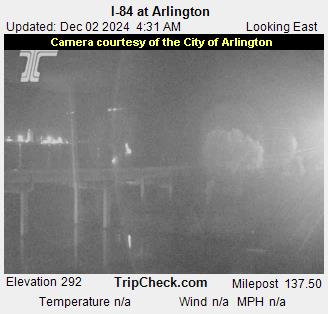 I-84 at Arlington
Updated: Dec 02 2024 4:31 AM Looking East
Camera courtesy of the City of Arlington
Elevation 292 TripCheck.com Milepost 137.50
Temperature n/a Wind n/a MPH n/a